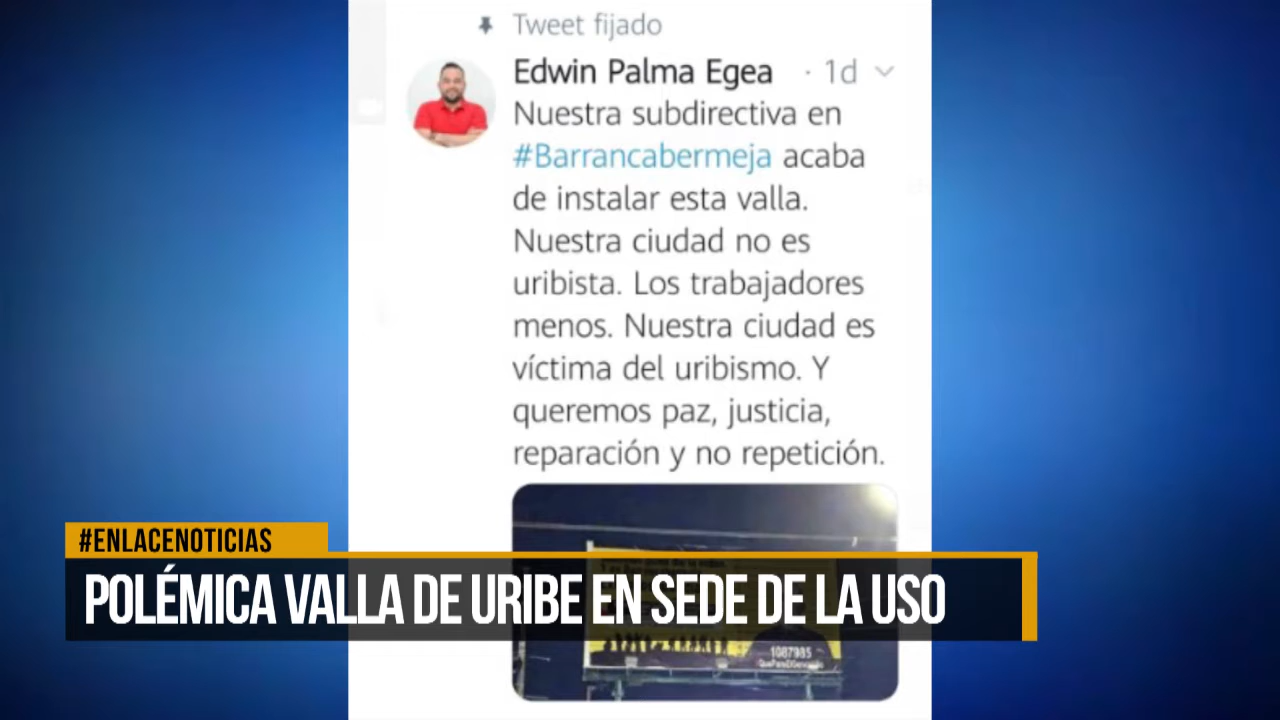 Tweet fijado
Edwin Palma Egea · 1d
Nuestra subdirectiva en
#Barrancabermeja acaba
de instalar esta valla.
Nuestra ciudad no es
uribista. Los trabajadores
menos. Nuestra ciudad es
víctima del uribismo. Y
queremos paz, justicia,
reparación y no repetición.
#ENLACENOTICIAS
POLÉMICA VALLA DE URIBE EN SEDE DE LA USO
1087985